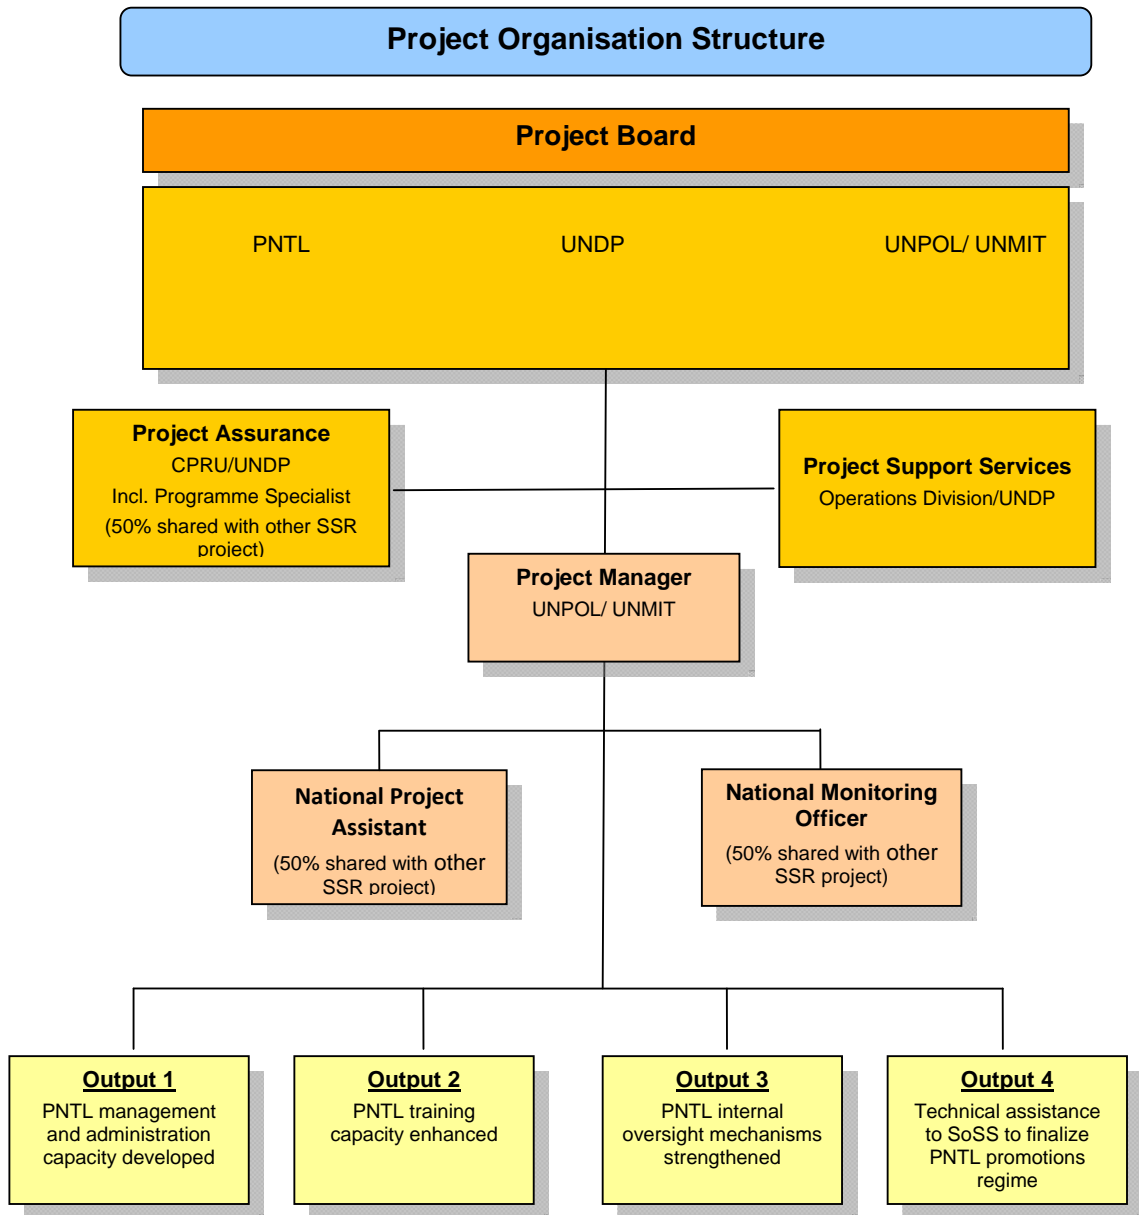 Project Organisation Structure
Project Board
PNTL UNDP UNPOL/ UNMIT
Project Assurance
CPRU/UNDP
Incl. Programme Specialist
(50% shared with other SSR
project)
Project Support Services
Operations Division/UNDP
Project Manager
UNPOL/ UNMIT
National Project
Assistant
(50% shared with other
SSR project)
National Monitoring
Officer
(50% shared with other
SSR project)
Output 1
PNTL management
and administration
capacity developed
Output 2
PNTL training
capacity enhanced
Output 3
PNTL internal
oversight mechanisms
strengthened
Output 4
Technical assistance
to SoSS to finalize
PNTL promotions
regime